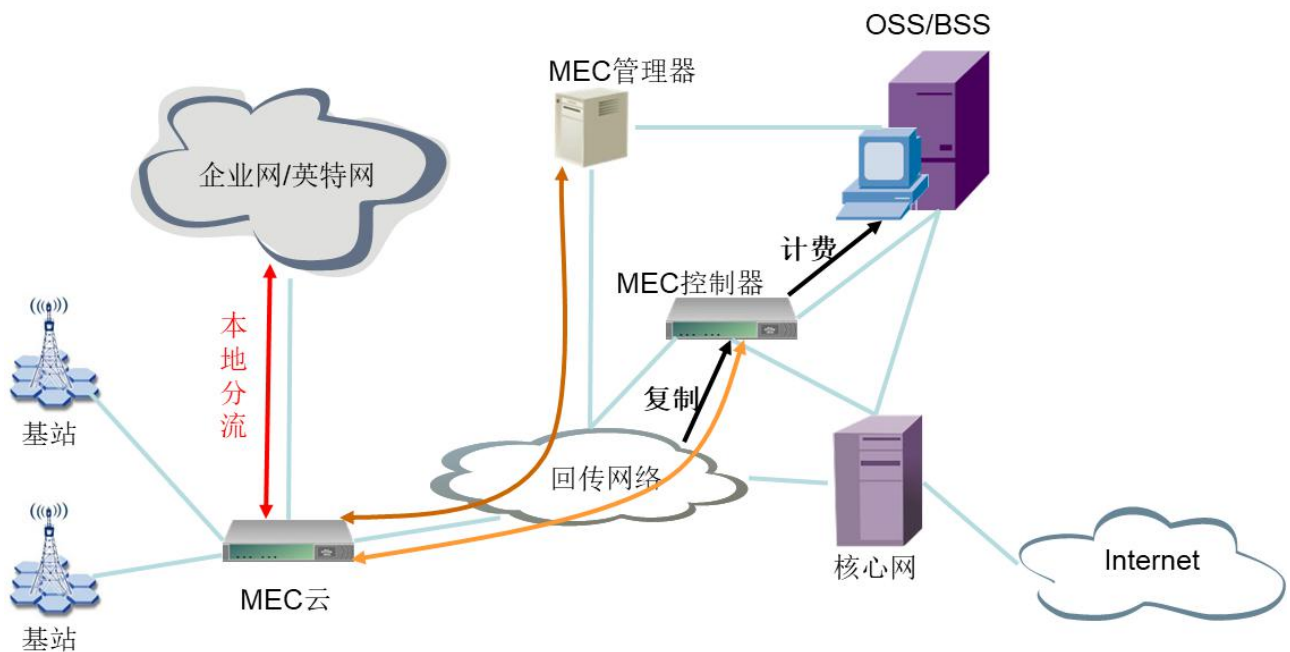 OSS/BSS
MEC管理器
企业网/英特网
计费
MEC控制器
本地分流
基站
复制
回传网络
基站
MEC云
核心网
Internet